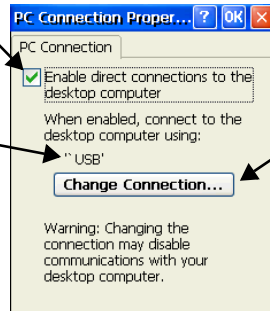 PC Connection Proper... ? OK ×
PC Connection
Enable direct connections to the
desktop computer
When enabled, connect to the
desktop computer using:
'` USB'
Change Connection...
Warning: Changing the
connection may disable
communications with your
desktop computer.